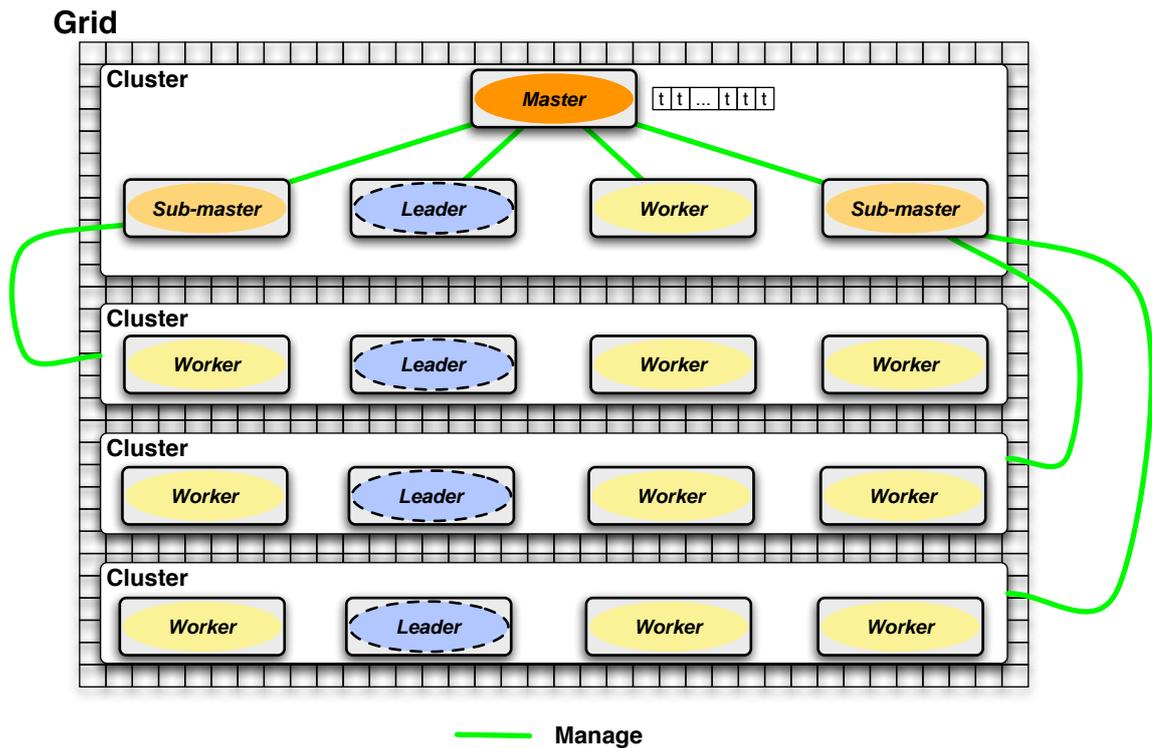 Grid
Cluster
Master
t t ... t t t
Sub-master Leader Worker Sub-master
Cluster
Worker Leader Worker Worker
Cluster
Worker Leader Worker Worker
Cluster
Worker Leader Worker Worker
Manage